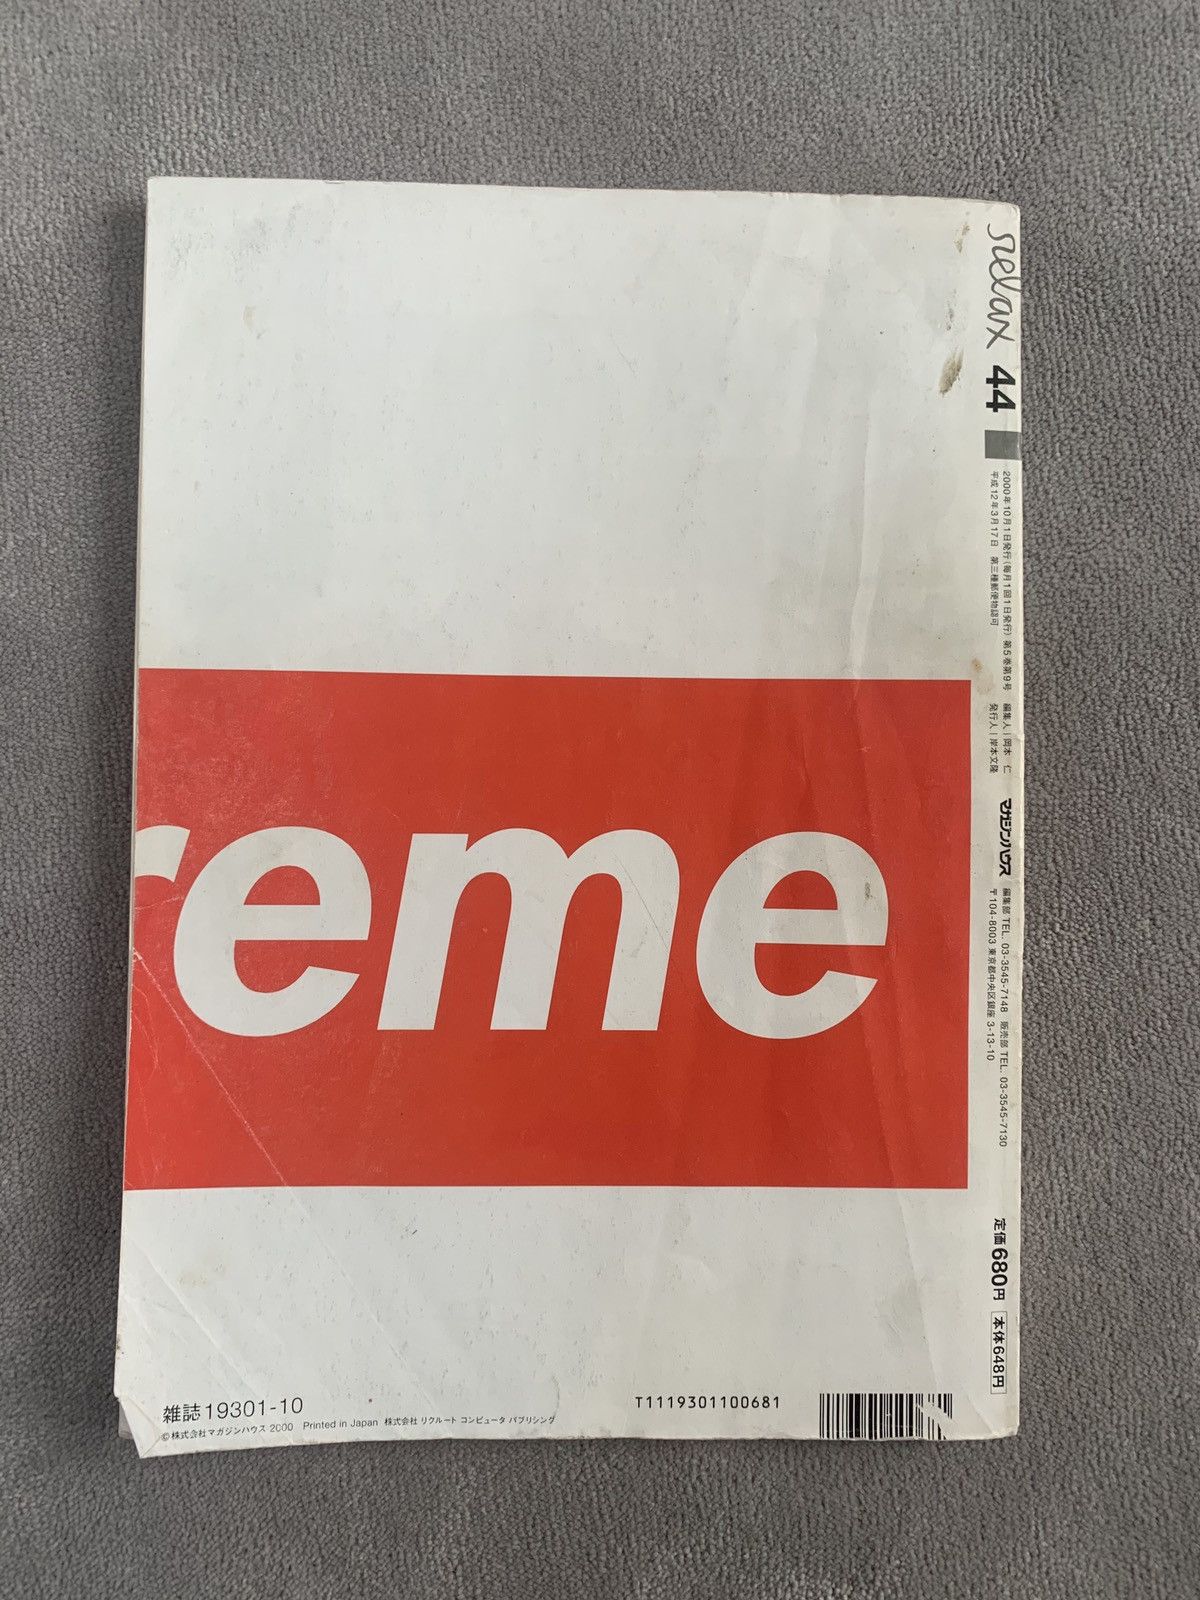 relax 44
2000年10月1日発行(毎月1回1日発行) 第5巻第9号 編集人|岡本 仁
平成12年3月17日 第三種郵便物認可 発行人|岸本文隆
マガジンハウス
編集部 TEL. 03-3545-7148 販売部 TEL. 03-3545-7130
〒104-8003 東京都中央区銀座 3-13-10
定価680円 本体648円
reme
雑誌19301-10
©株式会社マガジンハウス 2000 Printed in Japan 株式会社 リクルート コンピュータ パブリシング
T1119301100681